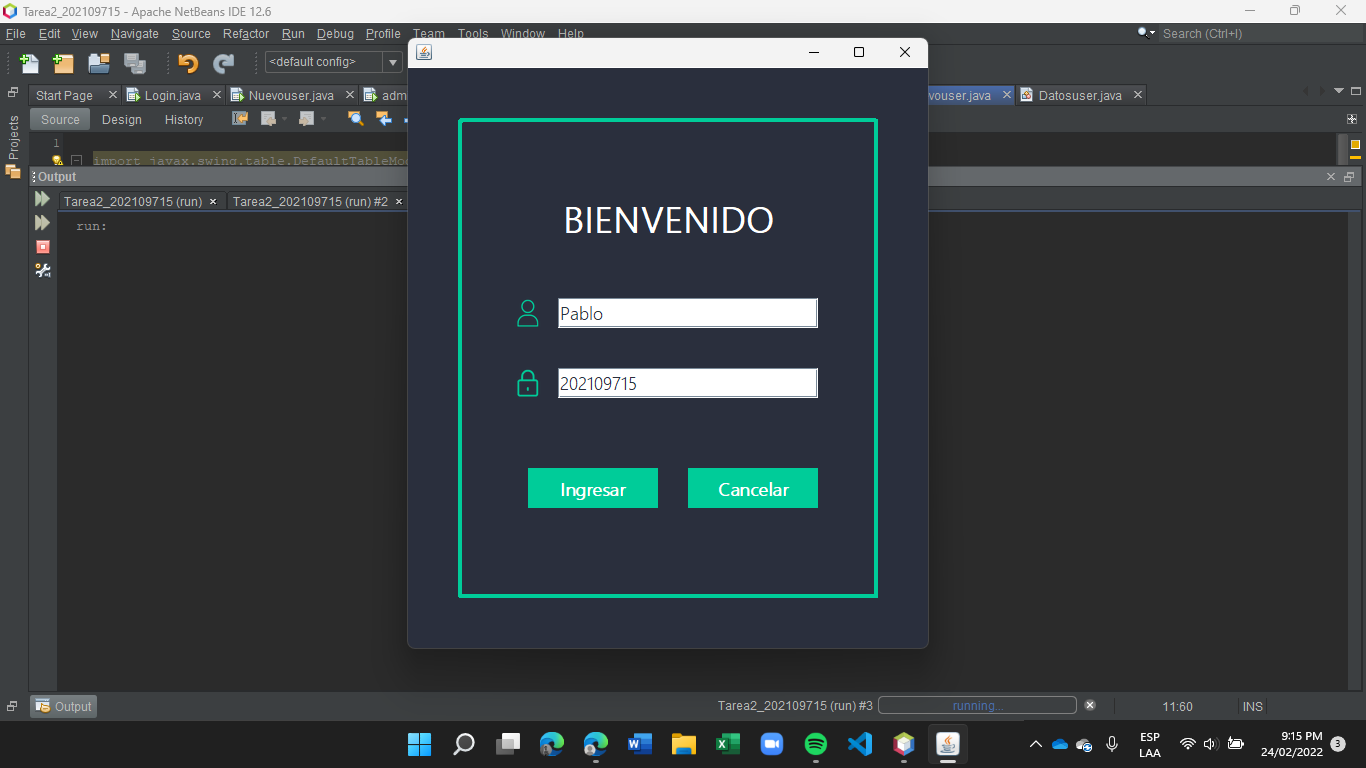 Tarea2_202109715 - Apache NetBeans IDE 12.6
File Edit View Navigate Source Refactor Run Debug Profile Team Tools Window Help
Search (Ctrl+I)
<default config>
Start Page Login.java Nuevouser.java adm vouser.java Datosuser.java
Source Design History
Projects
1
import javax.swing.table.DefaultTableMo
Output
Tarea2_202109715 (run) Tarea2_202109715 (run) #2
run:
BIENVENIDO
Pablo
202109715
Ingresar Cancelar
Output
Tarea2_202109715 (run) #3 running... 11:60 INS
ESP
LAA
9:15 PM
24/02/2022
3